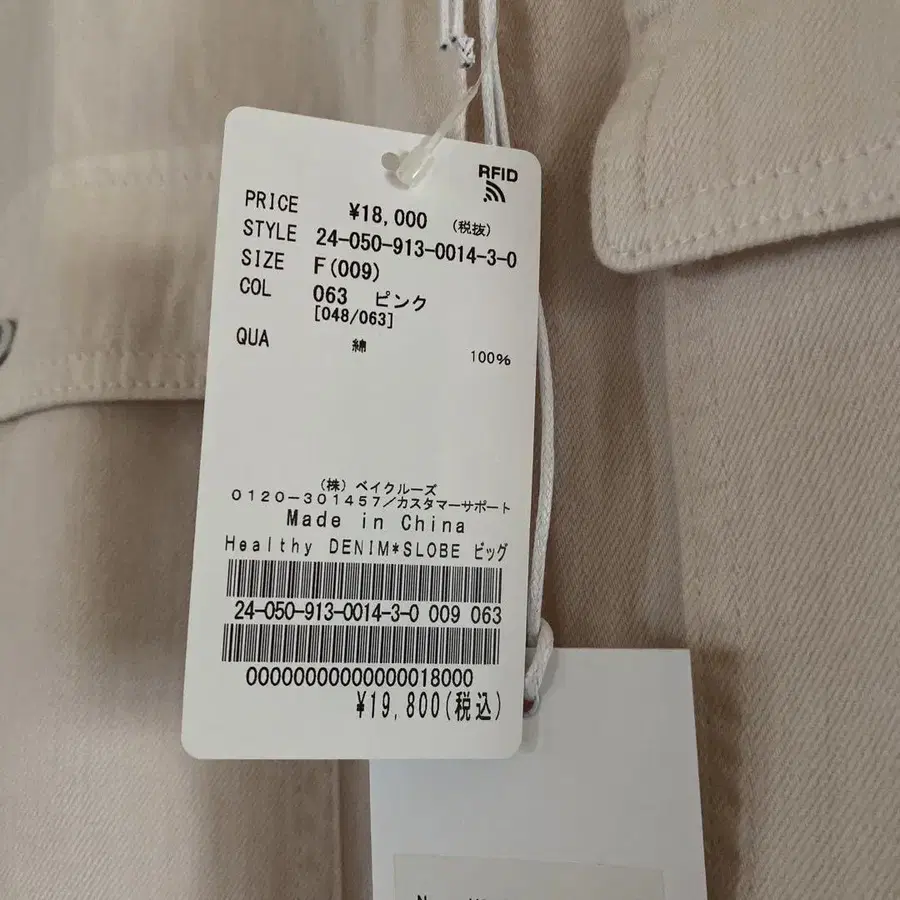 RFID
PRICE ¥18,000 (税抜)
STYLE 24-050-913-0014-3-0
SIZE F(009)
COL 063 ピンク
[048/063]
QUA 綿 100%
(株) ベイクルーズ
0120-301457/カスタマーサポート
Made in China
Healthy DENIM*SLOBE ビッグ
24-050-913-0014-3-0 009 063
00000000000000018000
¥19,800(税込)